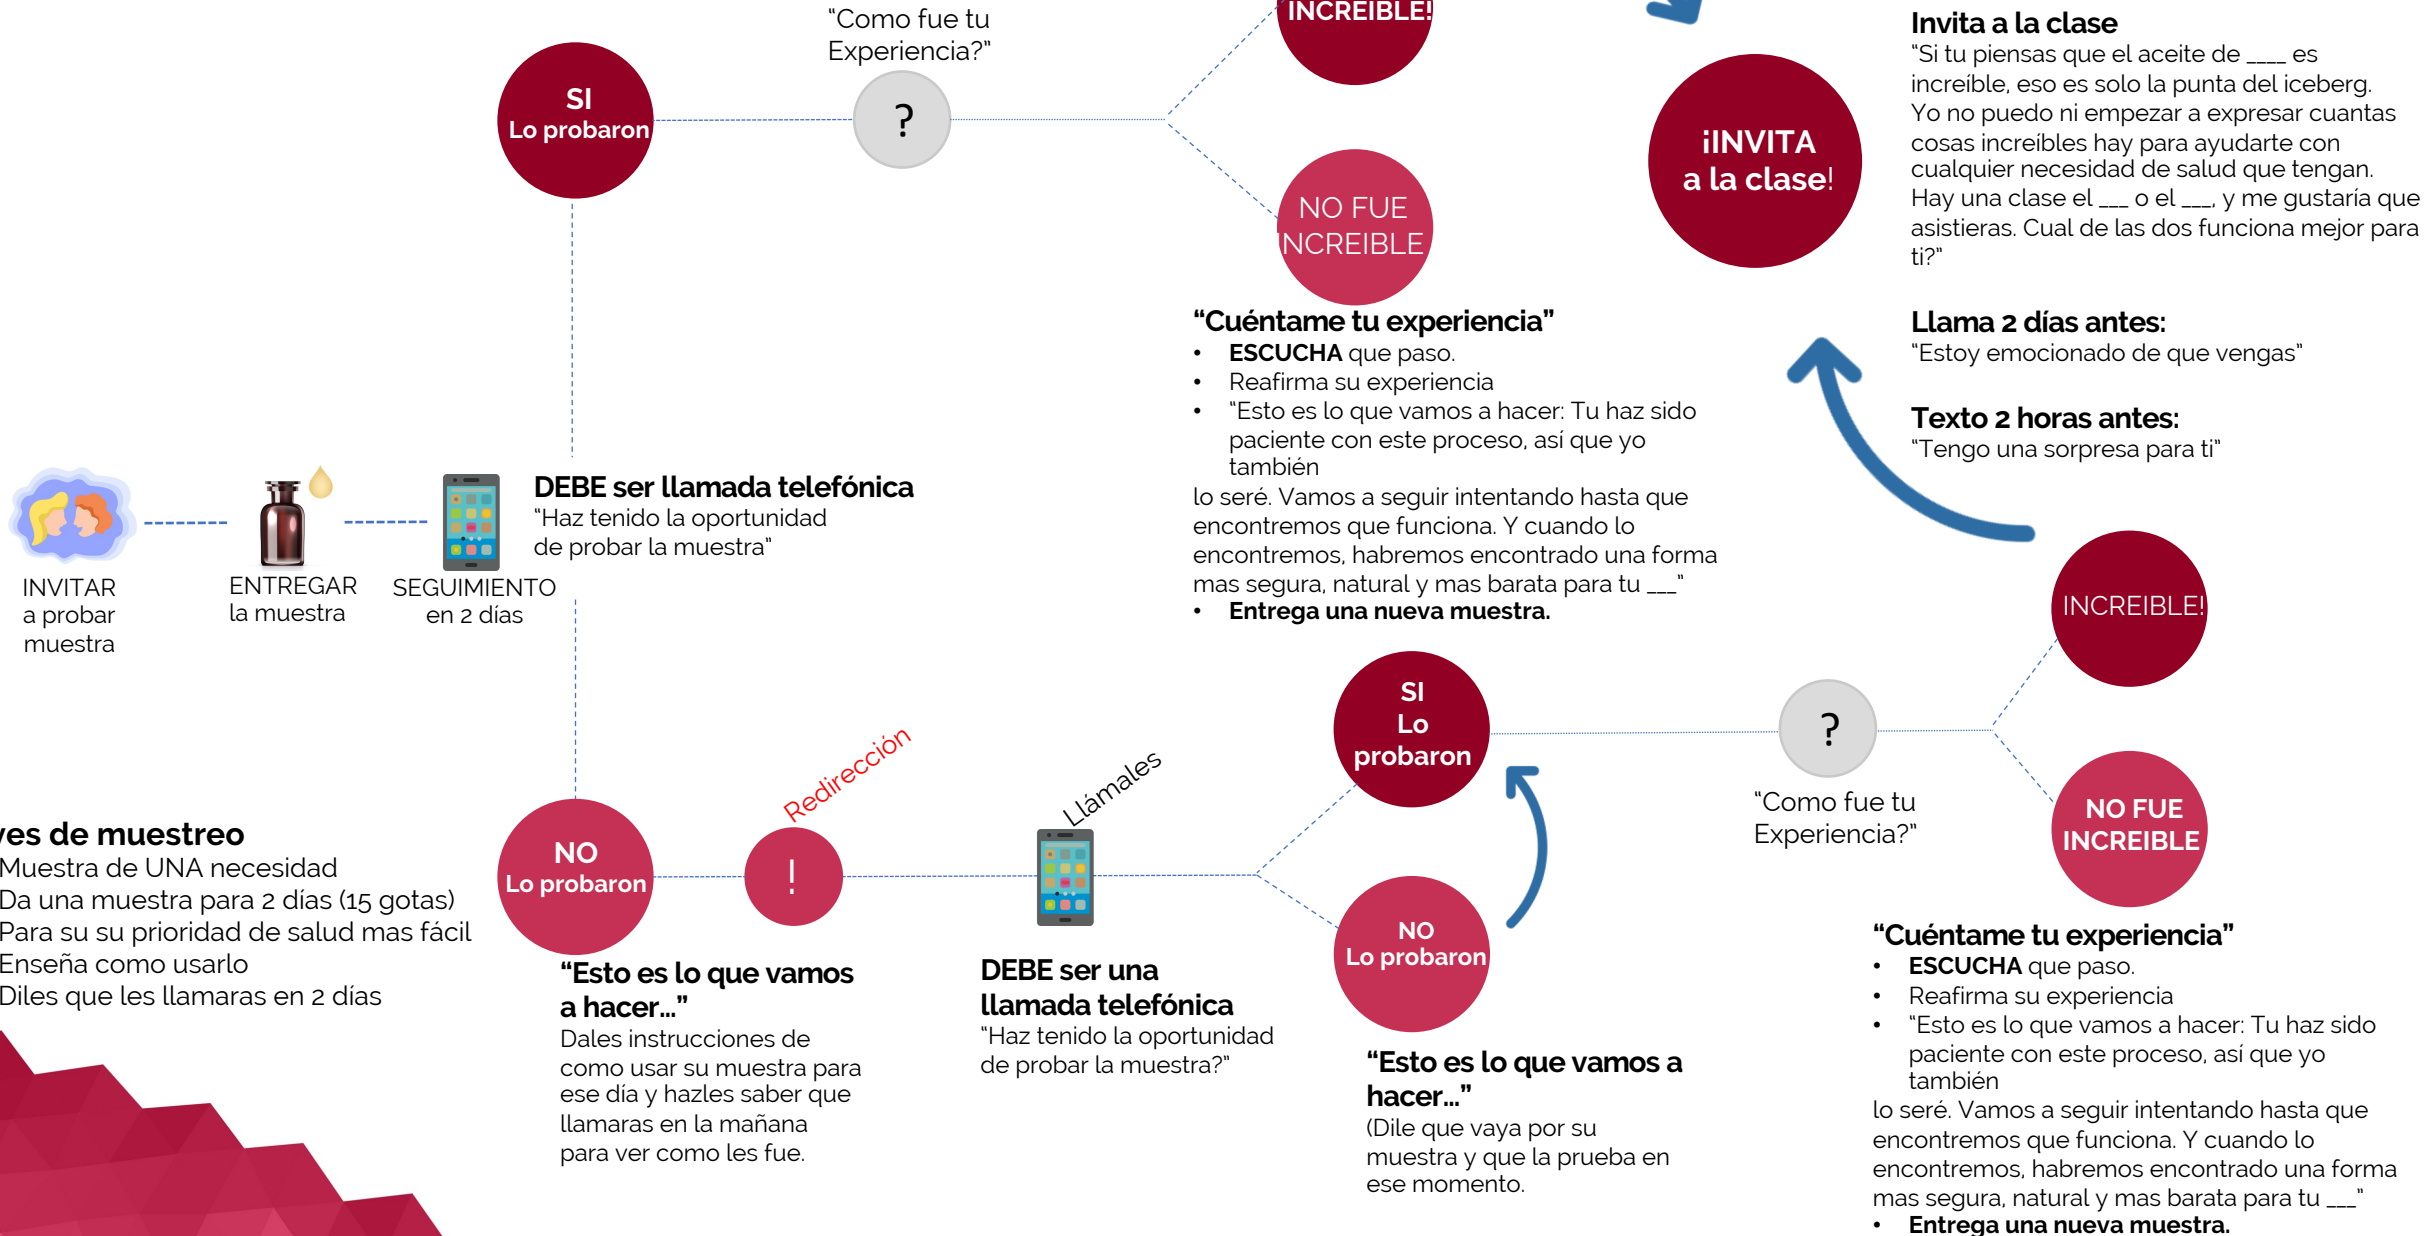 "Como fue tu
Experiencia?"
SI
Lo probaron
?
INCREIBLE!
NO FUE
INCREIBLE
"Cuéntame tu experiencia"
• ESCUCHA que paso.
• Reafirma su experiencia
• "Esto es lo que vamos a hacer: Tu haz sido
paciente con este proceso, así que yo
también
lo seré. Vamos a seguir intentando hasta que
encontremos que funciona. Y cuando lo
encontremos, habremos encontrado una forma
mas segura, natural y mas barata para tu ___"
• Entrega una nueva muestra.
¡INVITA
a la clase!
Invita a la clase
"Si tu piensas que el aceite de ____ es
increíble, eso es solo la punta del iceberg.
Yo no puedo ni empezar a expresar cuantas
cosas increíbles hay para ayudarte con
cualquier necesidad de salud que tengan.
Hay una clase el ___ o el ___, y me gustaría que
asistieras. Cual de las dos funciona mejor para
ti?"
Llama 2 días antes:
"Estoy emocionado de que vengas"
Texto 2 horas antes:
"Tengo una sorpresa para ti"
INVITAR
a probar
muestra
ENTREGAR
la muestra
SEGUIMIENTO
en 2 días
DEBE ser llamada telefónica
"Haz tenido la oportunidad
de probar la muestra"
ves de muestreo
Muestra de UNA necesidad
Da una muestra para 2 días (15 gotas)
Para su su prioridad de salud mas fácil
Enseña como usarlo
Diles que les llamaras en 2 días
NO
Lo probaron
Redirección
!
"Esto es lo que vamos
a hacer..."
Dales instrucciones de
como usar su muestra para
ese día y hazles saber que
llamaras en la mañana
para ver como les fue.
Llámales
DEBE ser una
llamada telefónica
"Haz tenido la oportunidad
de probar la muestra?"
SI
Lo
probaron
NO
Lo probaron
"Esto es lo que vamos a
hacer..."
(Dile que vaya por su
muestra y que la prueba en
ese momento.
?
"Como fue tu
Experiencia?"
INCREIBLE!
NO FUE
INCREIBLE
"Cuéntame tu experiencia"
• ESCUCHA que paso.
• Reafirma su experiencia
• "Esto es lo que vamos a hacer: Tu haz sido
paciente con este proceso, así que yo
también
lo seré. Vamos a seguir intentando hasta que
encontremos que funciona. Y cuando lo
encontremos, habremos encontrado una forma
mas segura, natural y mas barata para tu ___"
• Entrega una nueva muestra.